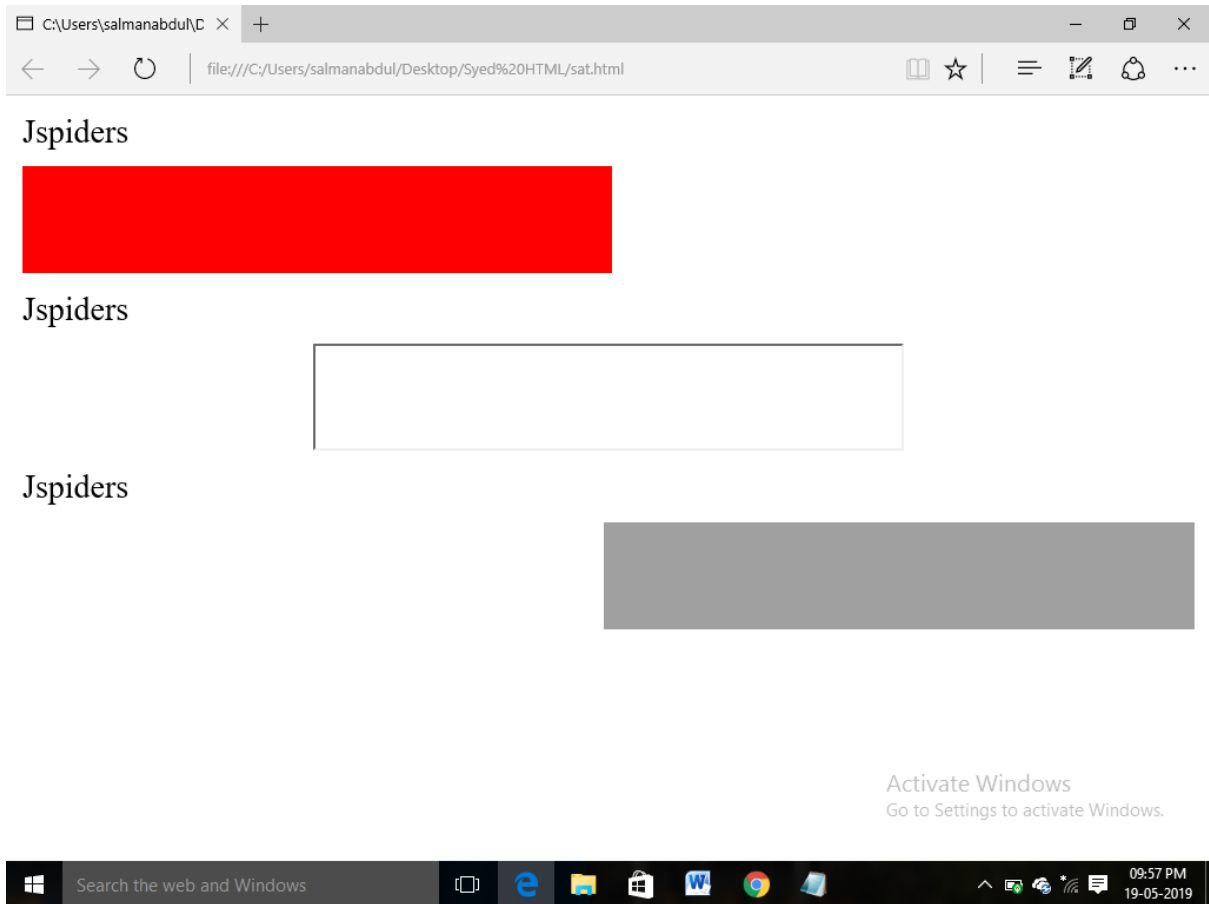 C:\Users\salmanabdul\D
file:///C:/Users/salmanabdul/Desktop/Syed%20HTML/sat.html
Jspiders
Jspiders
Jspiders
Activate Windows
Go to Settings to activate Windows.
Search the web and Windows
09:57 PM
19-05-2019